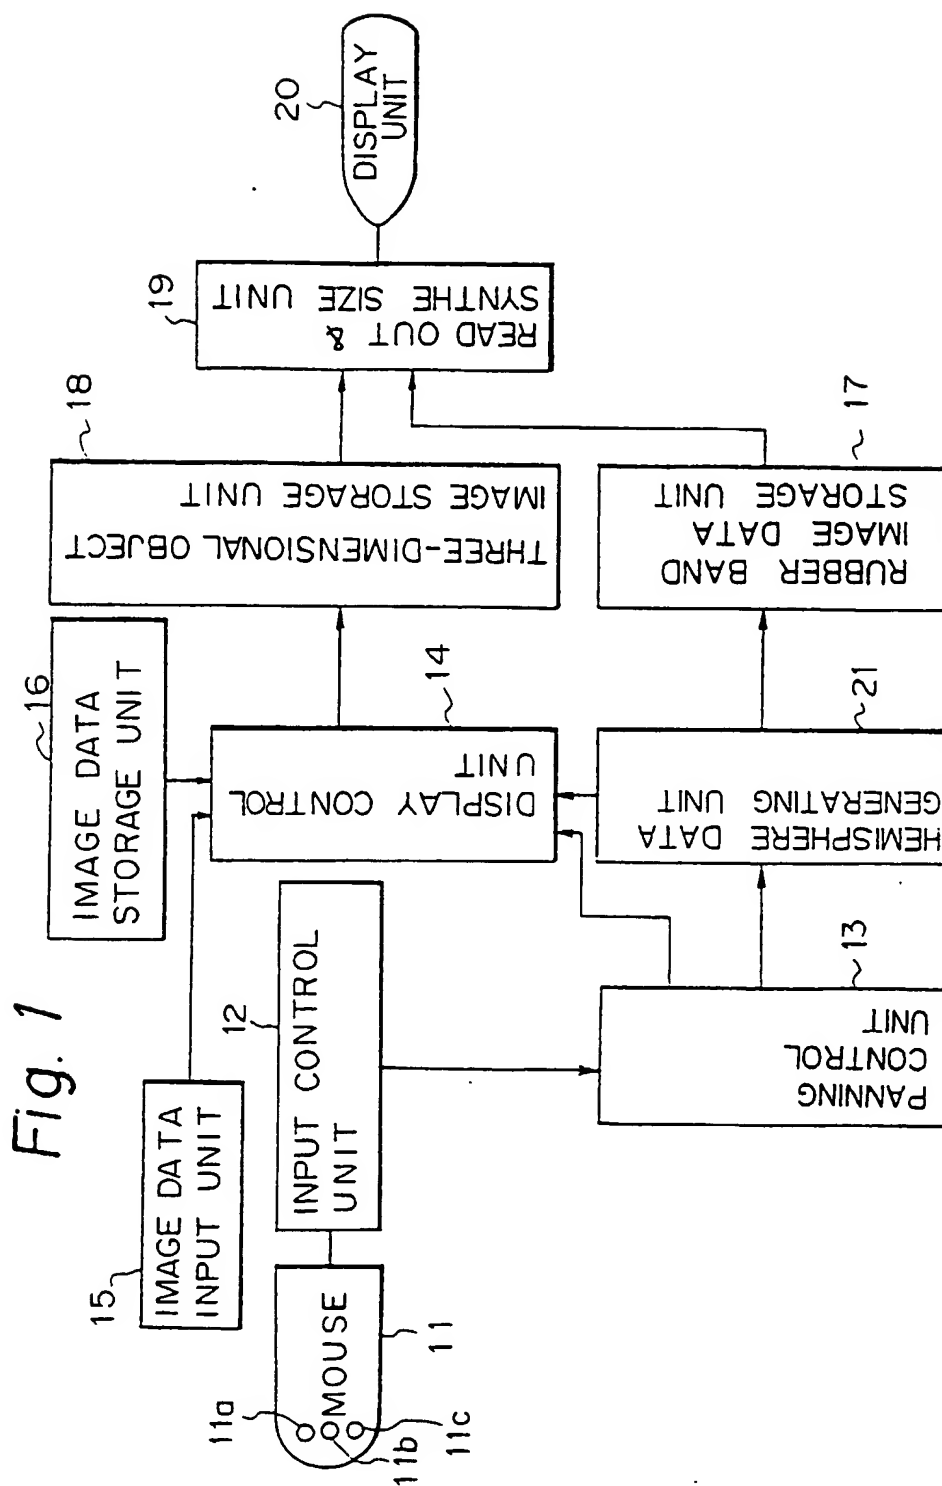 Fig. 1
15
IMAGE DATA
INPUT UNIT
16
IMAGE DATA
STORAGE UNIT
11a
11b
11c
MOUSE
11
12
INPUT CONTROL
UNIT
DISPLAY CONTROL
UNIT
14
THREE-DIMENSIONAL OBJECT
IMAGE STORAGE UNIT
18
READ OUT &
SYNTHE SIZE UNIT
19
DISPLAY
UNIT
20
PANNING
CONTROL
UNIT
13
HEMISPHERE DATA
GENERATING UNIT
21
RUBBER BAND
IMAGE DATA
STORAGE UNIT
17